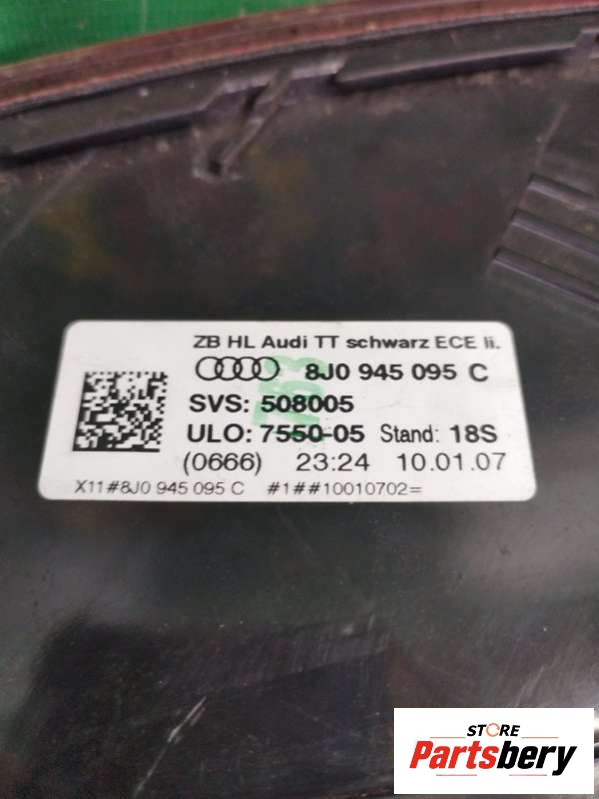 ZB HL Audi TT schwarz ECE li.
8J0 945 095 C
SVS: 508005
ULO: 7550-05 Stand: 18S
(0666) 23:24 10.01.07
X11#8J0 945 095 C #1##10010702=
STORE
Partsbery